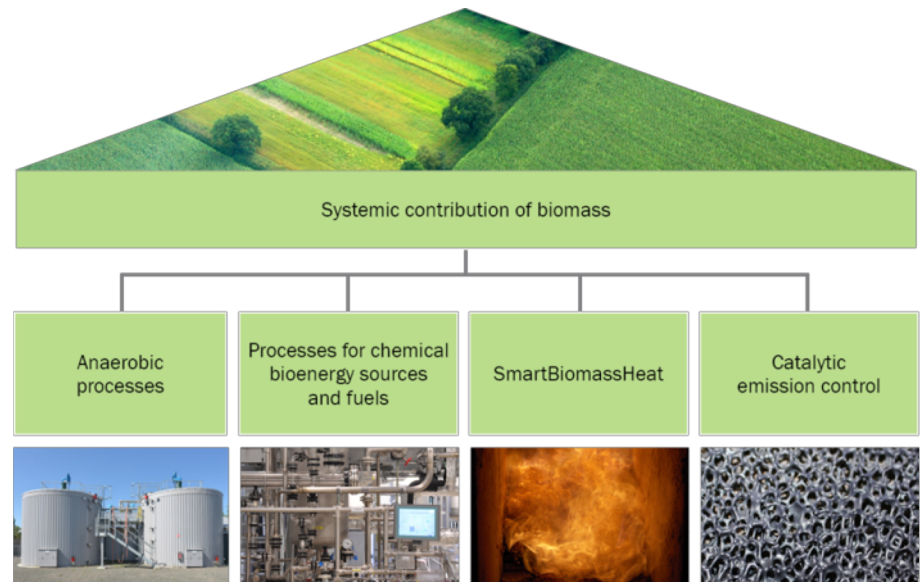 Systemic contribution of biomass
Anaerobic
processes
Processes for chemical
bioenergy sources
and fuels
SmartBiomassHeat
Catalytic
emission control